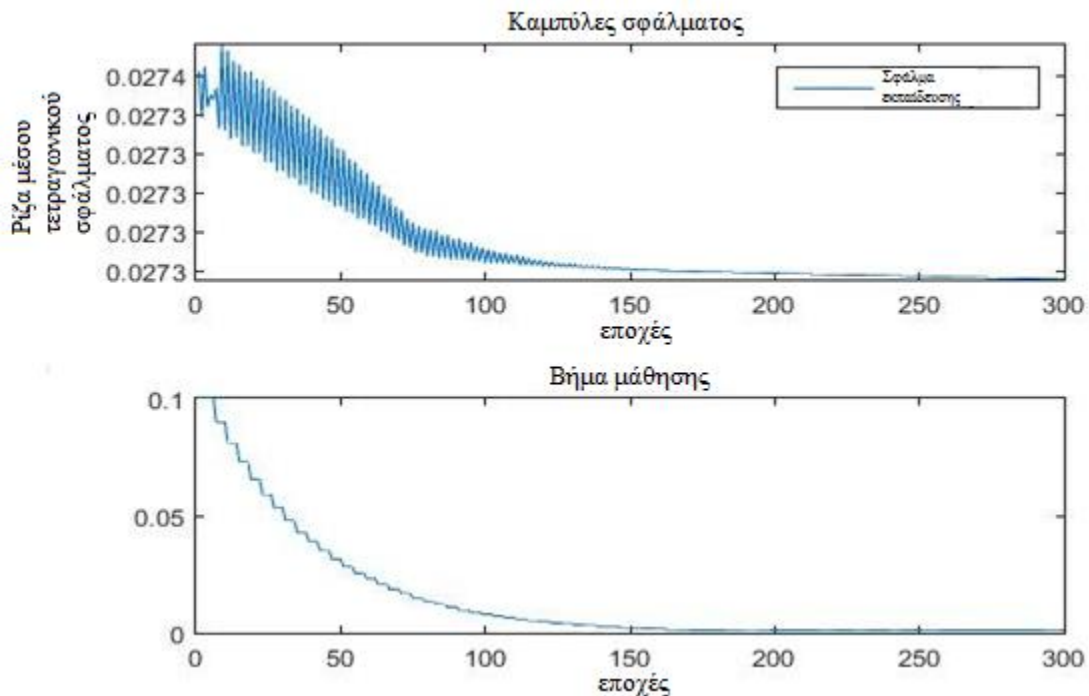 Καμπύλες σφάλματος
0.0274
0.0273
0.0273
0.0273
0.0273
0.0273
Ρίζα μέσου
τετραγωνικού
σφάλματος
Σφάλμα
εκπαίδευσης
0 50 100 150 200 250 300
εποχές
Βήμα μάθησης
0.1
0.05
0
0 50 100 150 200 250 300
εποχές